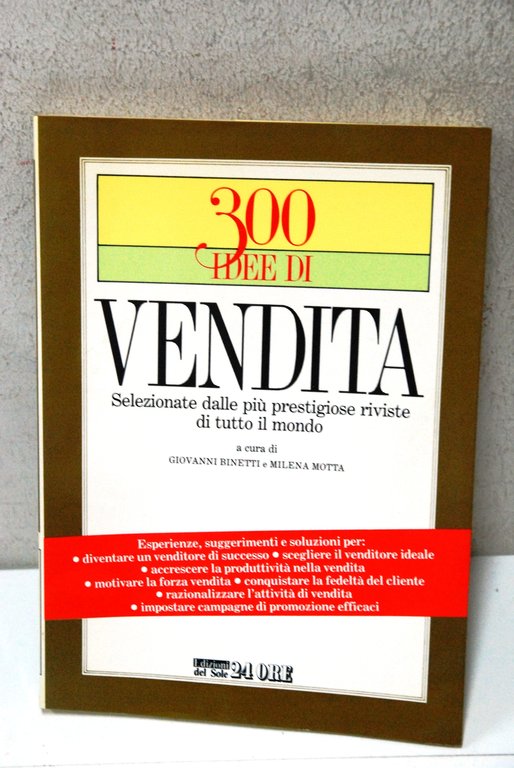 300
IDEE DI
VENDITA
Selezionate dalle più prestigiose riviste
di tutto il mondo
a cura di
GIOVANNI BINETTI e MILENA MOTTA
Esperienze, suggerimenti e soluzioni per:
• diventare un venditore di successo • scegliere il venditore ideale
• accrescere la produttività nella vendita
• motivare la forza vendita • conquistare la fedeltà del cliente
• razionalizzare l'attività di vendita
• impostare campagne di promozione efficaci
Edizioni
del Sole 24 ORE